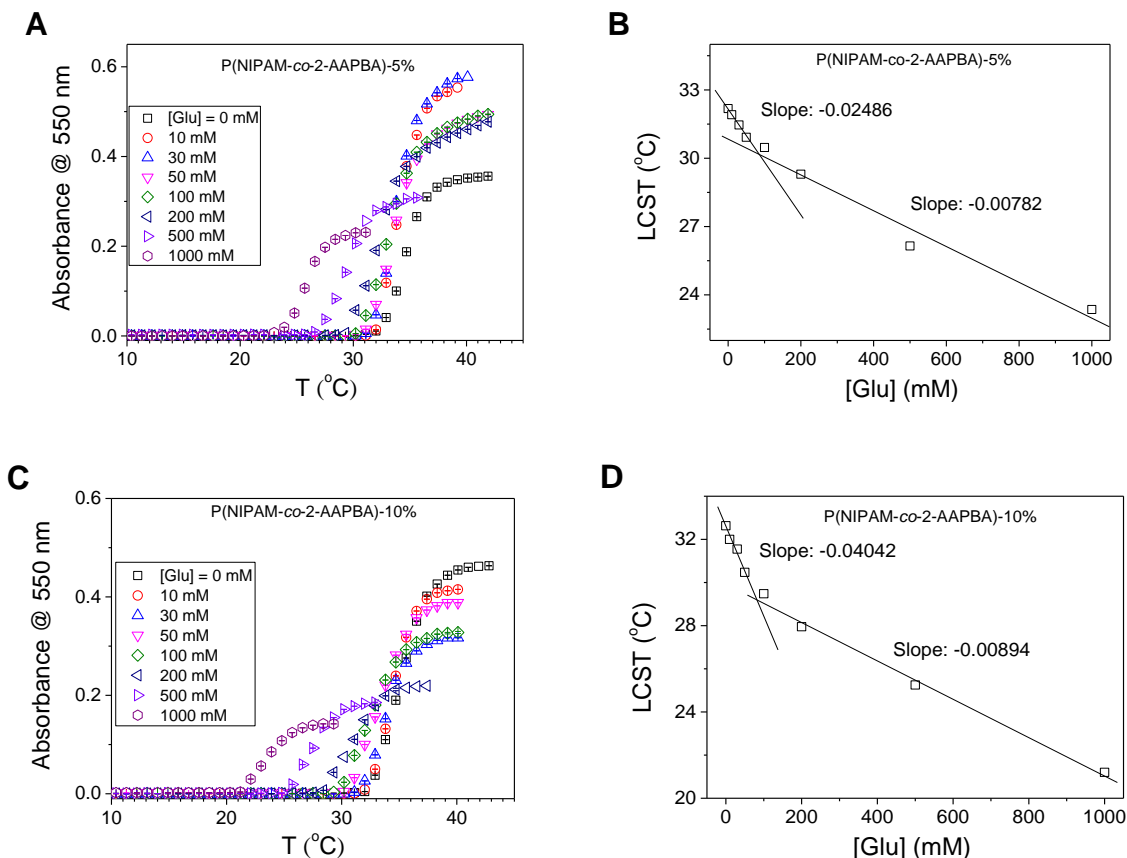 A
P(NIPAM-co-2-AAPBA)-5%
Absorbance @ 550 nm
0.6
0.4
0.2
0.0
[Glu] = 0 mM
10 mM
30 mM
50 mM
100 mM
200 mM
500 mM
1000 mM
10 20 30 40
T (°C)
B
P(NIPAM-co-2-AAPBA)-5%
LCST (°C)
32
30
27
23
Slope: -0.02486
Slope: -0.00782
0 200 400 600 800 1000
[Glu] (mM)
C
P(NIPAM-co-2-AAPBA)-10%
Absorbance @ 550 nm
0.6
0.4
0.2
0.0
[Glu] = 0 mM
10 mM
30 mM
50 mM
100 mM
200 mM
500 mM
1000 mM
10 20 30 40
T (°C)
D
P(NIPAM-co-2-AAPBA)-10%
LCST (°C)
32
28
24
20
Slope: -0.04042
Slope: -0.00894
0 200 400 600 800 1000
[Glu] (mM)